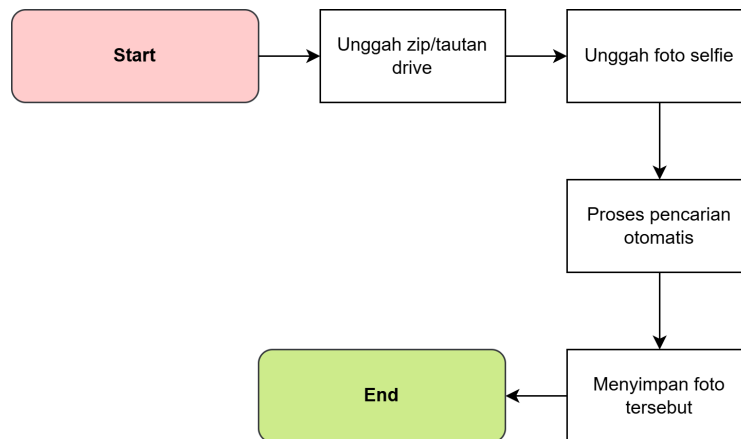 Start
Unggah zip/tautan
drive
Unggah foto selfie
Proses pencarian
otomatis
Menyimpan foto
tersebut
End